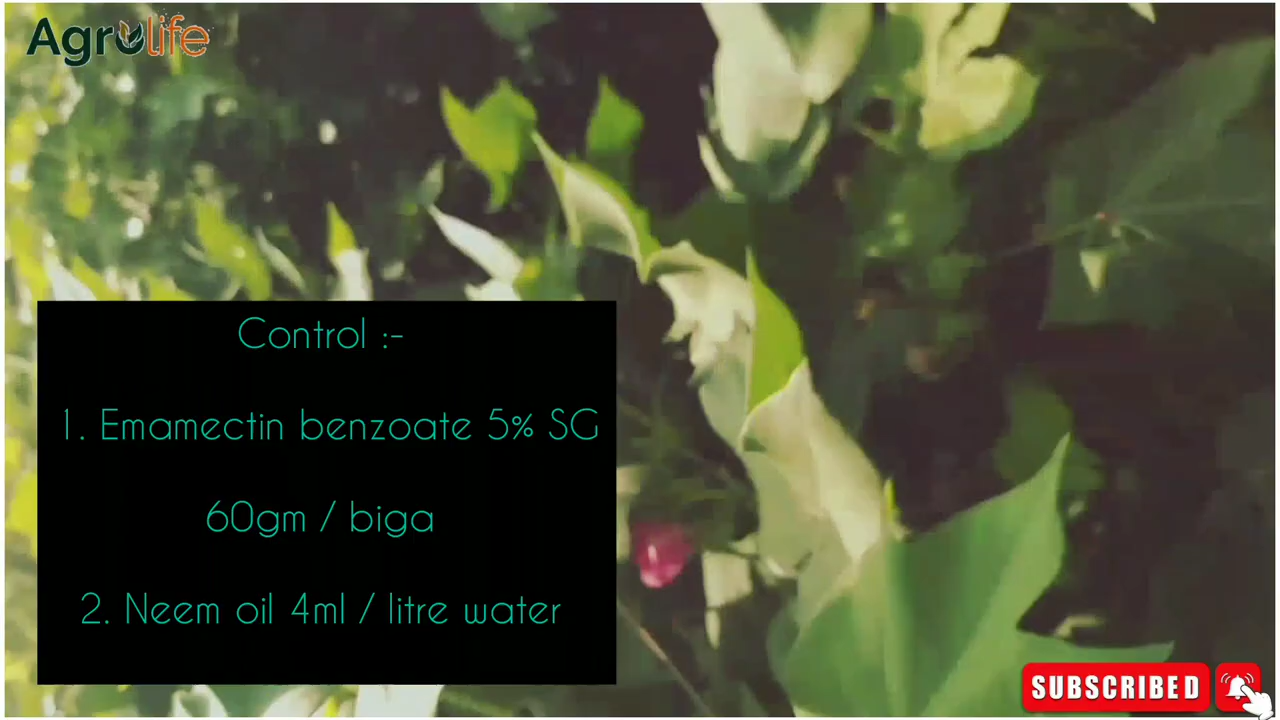 Agrolife
Control :-
1. Emamectin benzoate 5% SG
60gm / biga
2. Neem oil 4ml / litre water
SUBSCRIBED